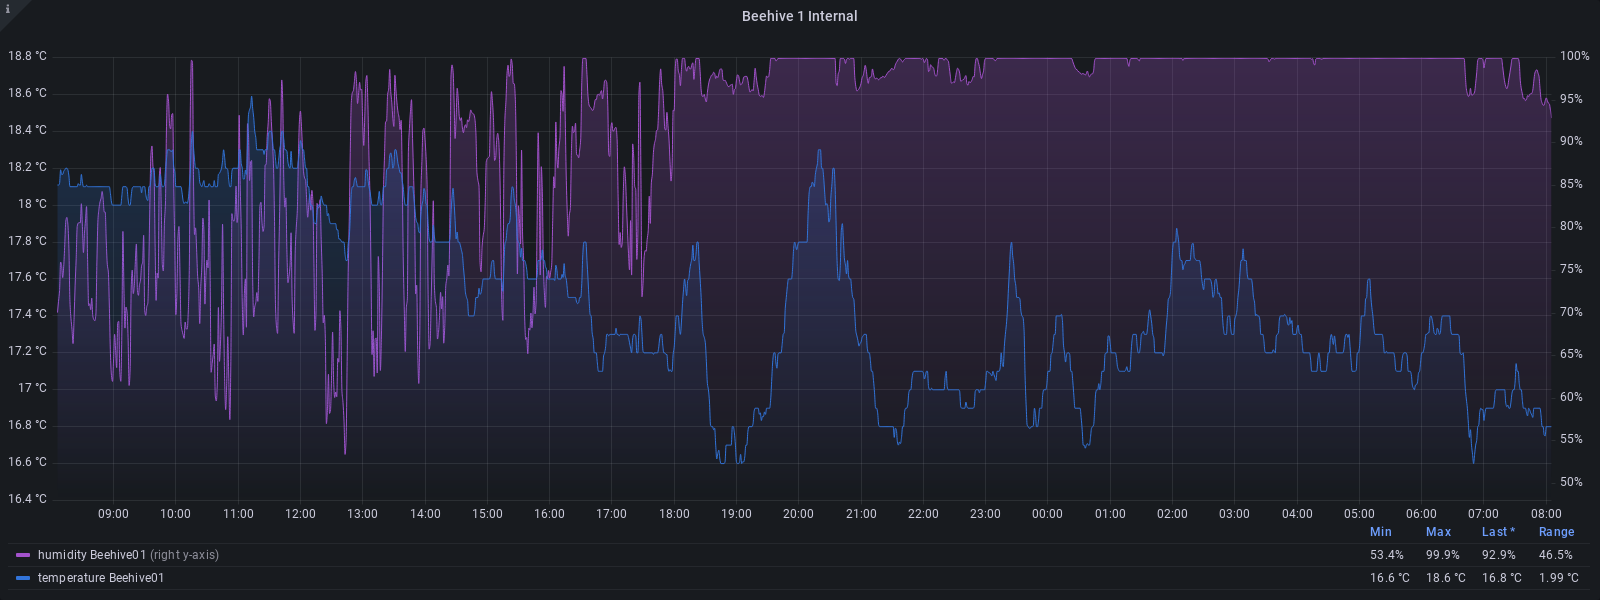 i
Beehive 1 Internal
18.8 °C 100%
18.6 °C 95%
18.4 °C 90%
18.2 °C 85%
18 °C 80%
17.8 °C 75%
17.6 °C 70%
17.4 °C 65%
17.2 °C 60%
17 °C 55%
16.8 °C 50%
16.6 °C
16.4 °C
09:00 10:00 11:00 12:00 13:00 14:00 15:00 16:00 17:00 18:00 19:00 20:00 21:00 22:00 23:00 00:00 01:00 02:00 03:00 04:00 05:00 06:00 07:00 08:00
Min Max Last * Range
humidity Beehive01 (right y-axis) 53.4% 99.9% 92.9% 46.5%
temperature Beehive01 16.6 °C 18.6 °C 16.8 °C 1.99 °C